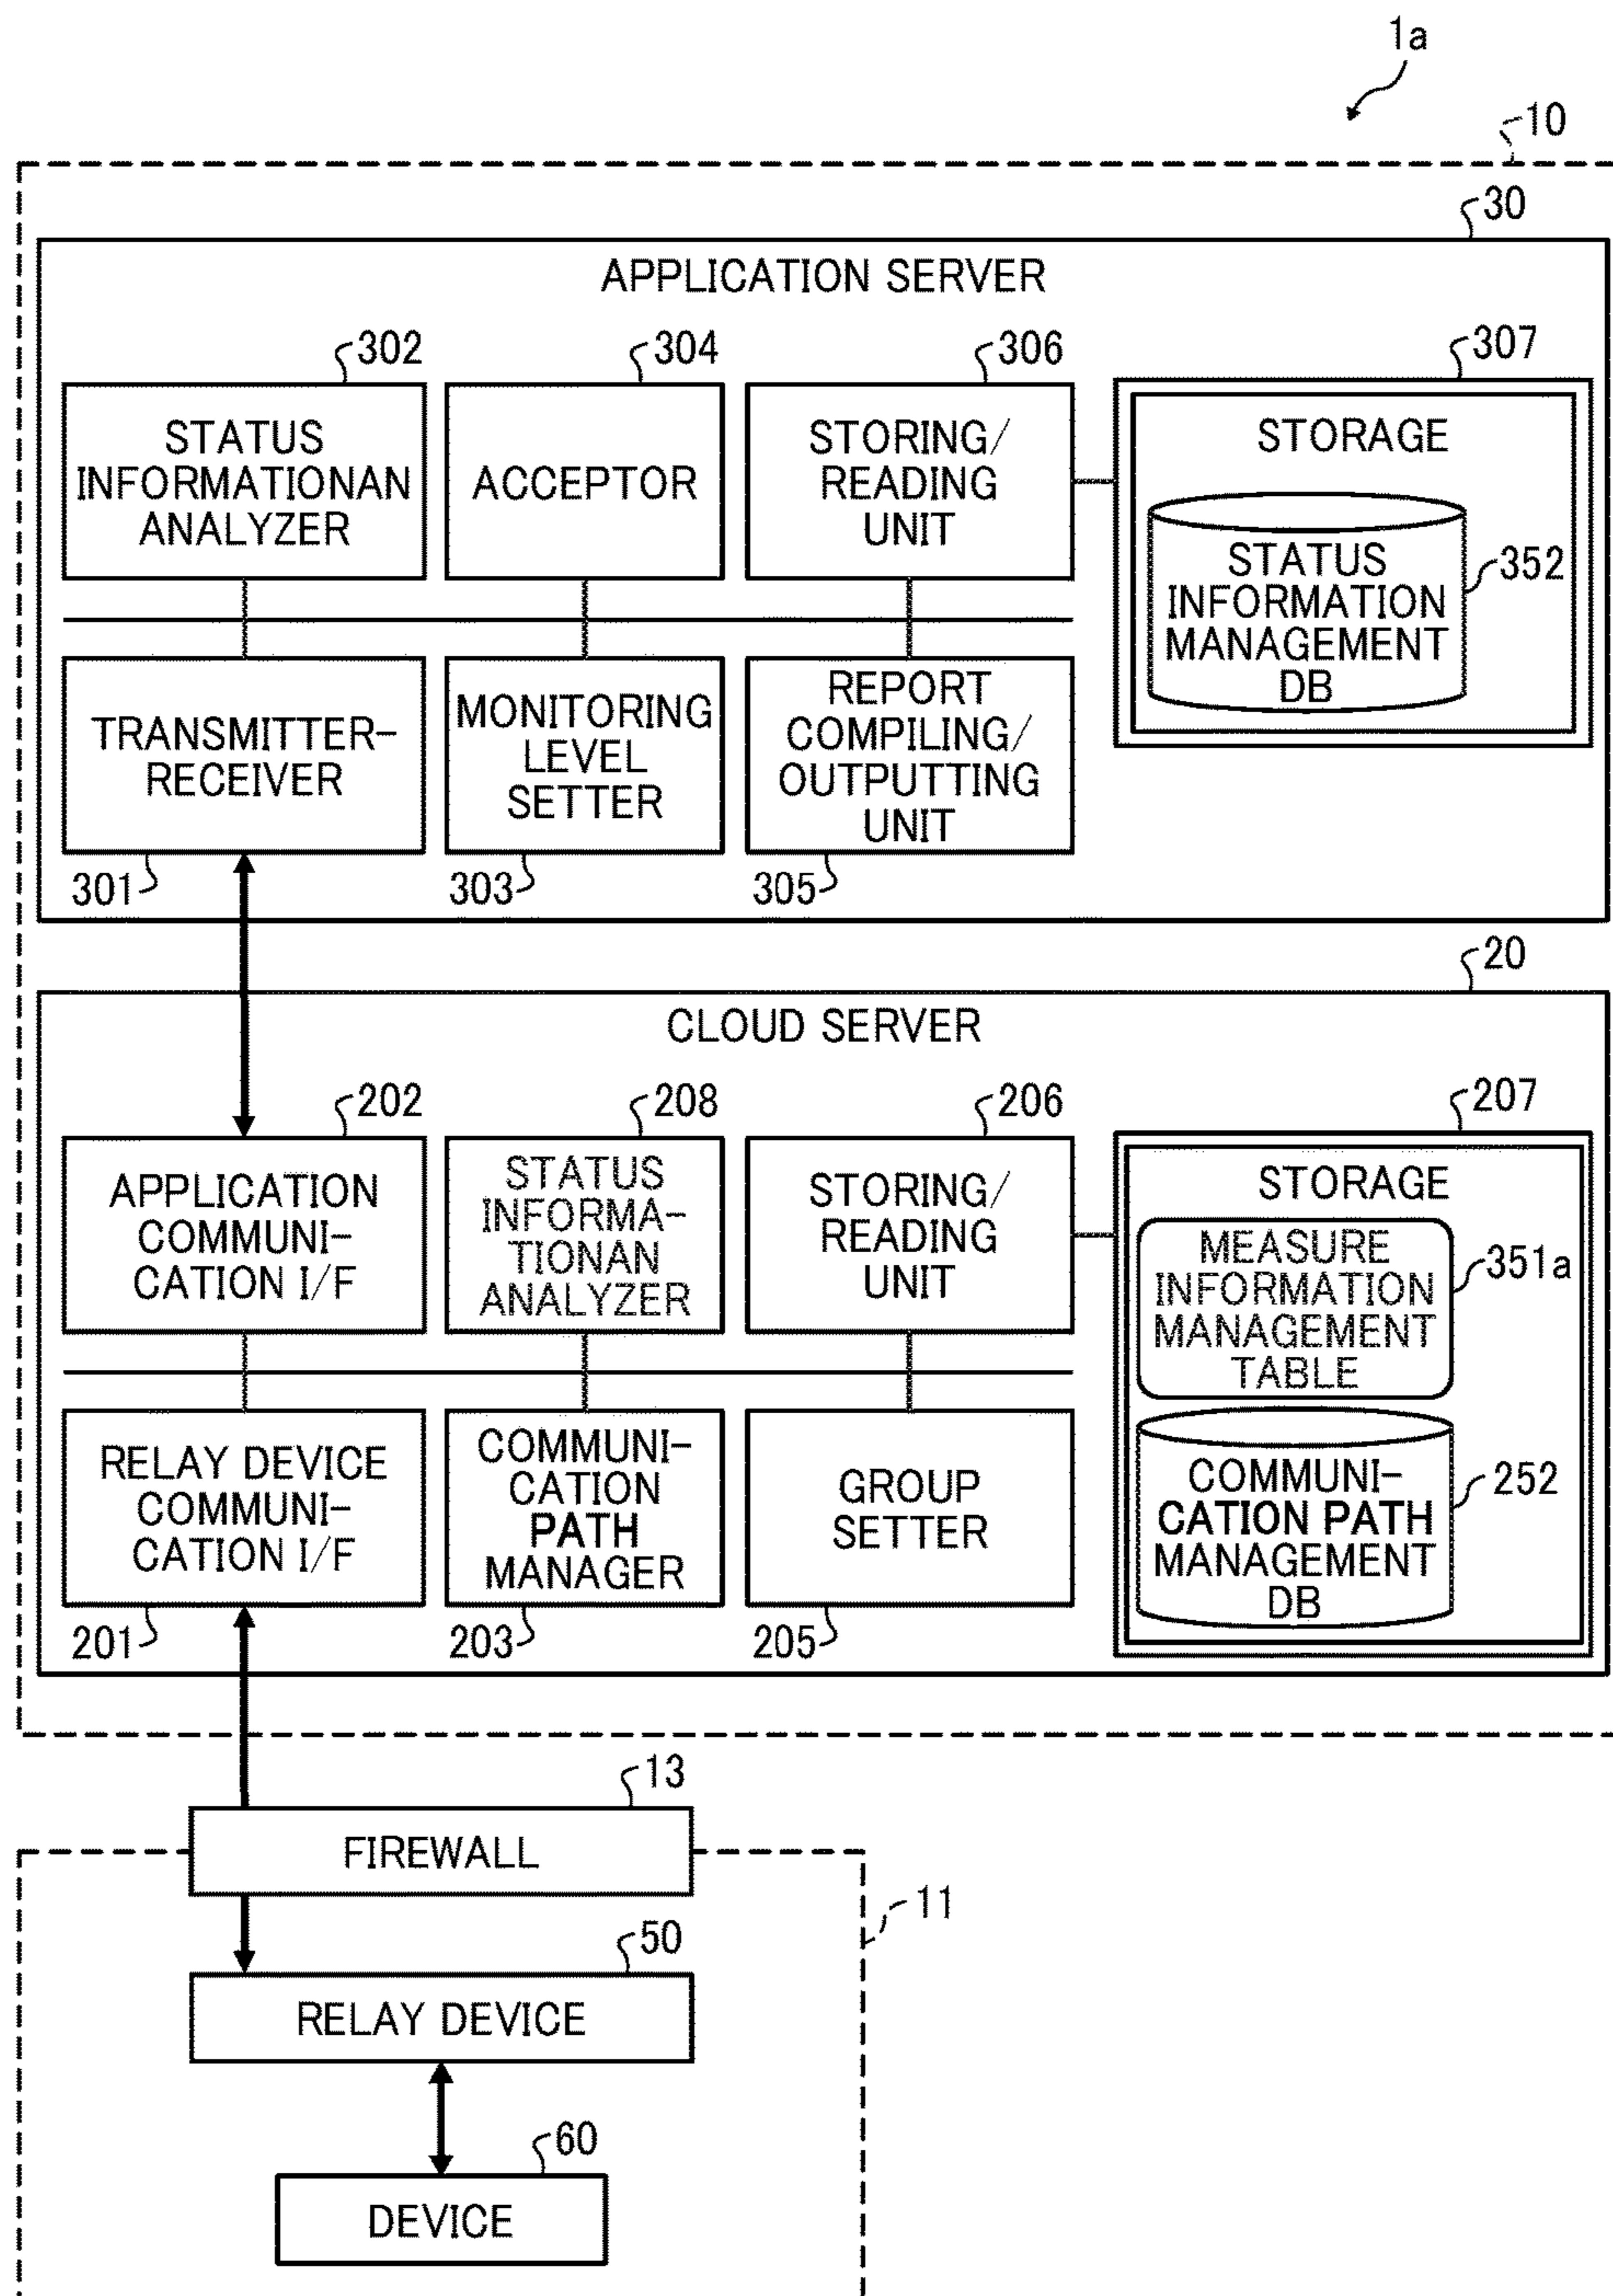 1a
10
30
APPLICATION SERVER
302
304
306
307
STATUS
INFORMATIONAN
ANALYZER
ACCEPTOR
STORING/
READING
UNIT
STORAGE
STATUS
INFORMATION
MANAGEMENT
DB
352
TRANSMITTER-
RECEIVER
MONITORING
LEVEL
SETTER
REPORT
COMPILING/
OUTPUTTING
UNIT
301
303
305
20
CLOUD SERVER
202
208
206
207
APPLICATION
COMMUNI-
CATION I/F
STATUS
INFORMA-
TIONAN
ANALYZER
STORING/
READING
UNIT
STORAGE
MEASURE
INFORMATION
MANAGEMENT
TABLE
351a
RELAY DEVICE
COMMUNI-
CATION I/F
COMMUNI-
CATION
PATH
MANAGER
GROUP
SETTER
COMMUNI-
CATION PATH
MANAGEMENT
DB
252
201
203
205
13
FIREWALL
11
50
RELAY DEVICE
60
DEVICE